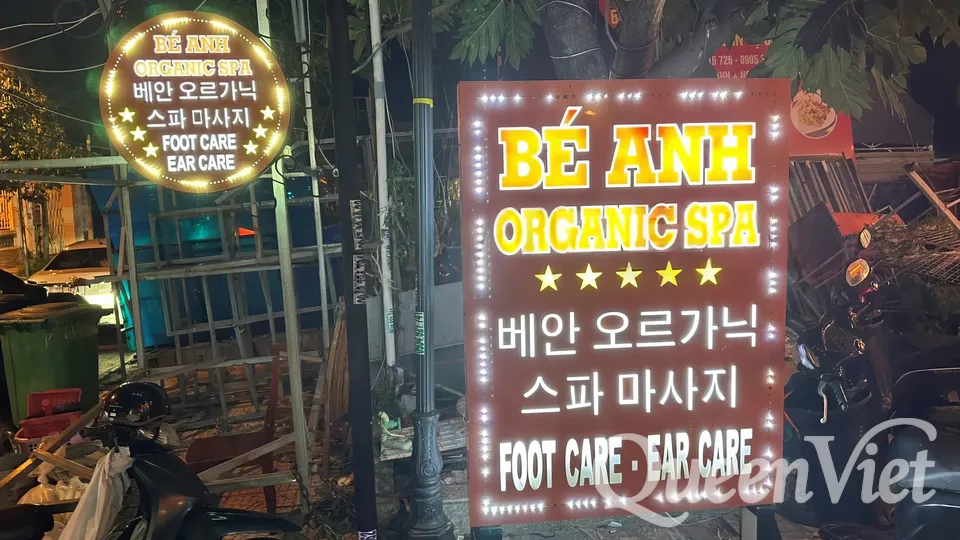 BÉ ANH
ORGANIC SPA
베안 오르가닉
스파 마사지
FOOT CARE
EAR CARE
BÉ ANH
ORGANIC SPA
베안 오르가닉
스파 마사지
FOOT CARE · EAR CARE
726 - 0905
QueenViet